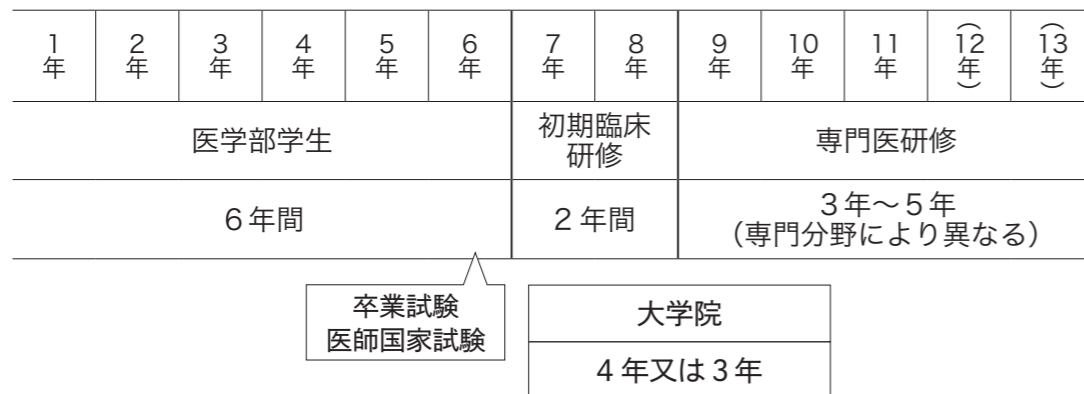 1年 2年 3年 4年 5年 6年 7年 8年 9年 10年 11年 (12年) (13年)
医学部学生
初期臨床
研修
専門医研修
6年間
2年間
3年～5年
(専門分野により異なる)
卒業試験
医師国家試験
大学院
4年又は3年